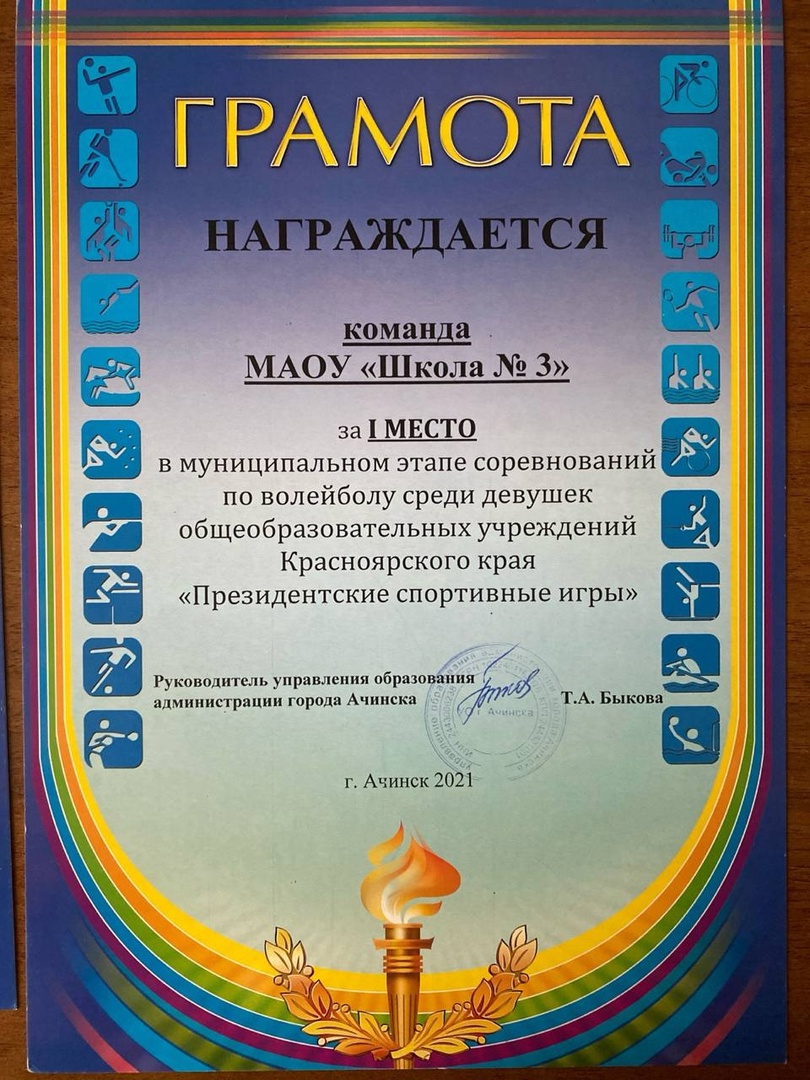 ГРАМОТА
НАГРАЖДАЕТСЯ
команда
МАОУ «Школа № 3»
за I МЕСТО
в муниципальном этапе соревнований
по волейболу среди девушек
общеобразовательных учреждений
Красноярского края
«Президентские спортивные игры»
Руководитель управления образования
администрации города Ачинска
Т.А. Быкова
г. Ачинск 2021